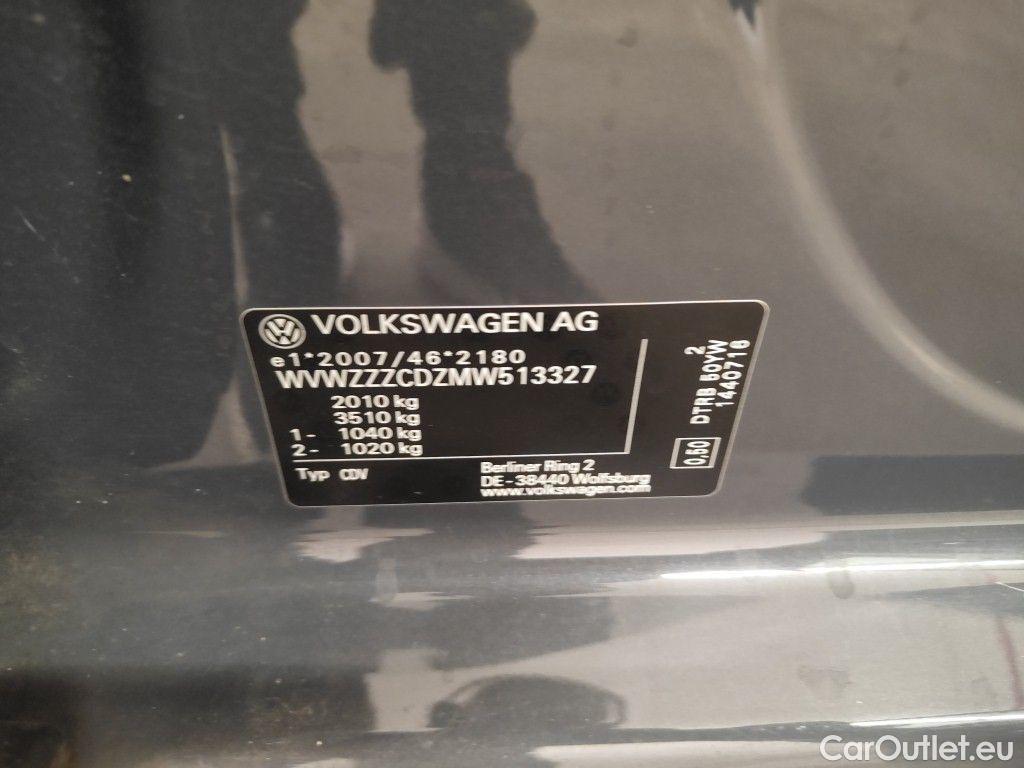 VOLKSWAGEN AG
e1*2007/46*2180
WVWZZZCDZMW513327
2010 kg
3510 kg
1- 1040 kg
2- 1020 kg
Typ CDV
Berliner Ring 2
DE-38440 Wolfsburg
www.volkswagen.com
2
DTRB B0YW
1440716
0,50
CarOutlet.eu